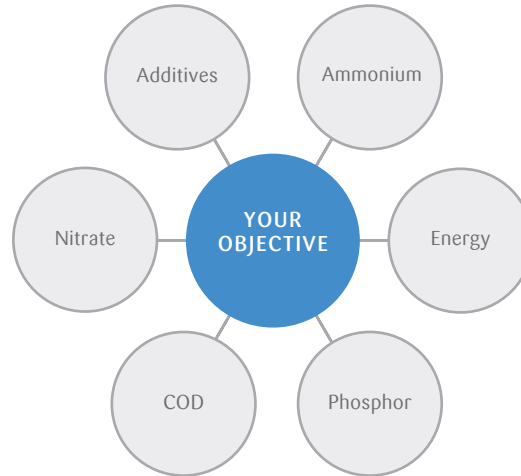 Additives
Ammonium
YOUR
OBJECTIVE
Nitrate
Energy
COD
Phosphor